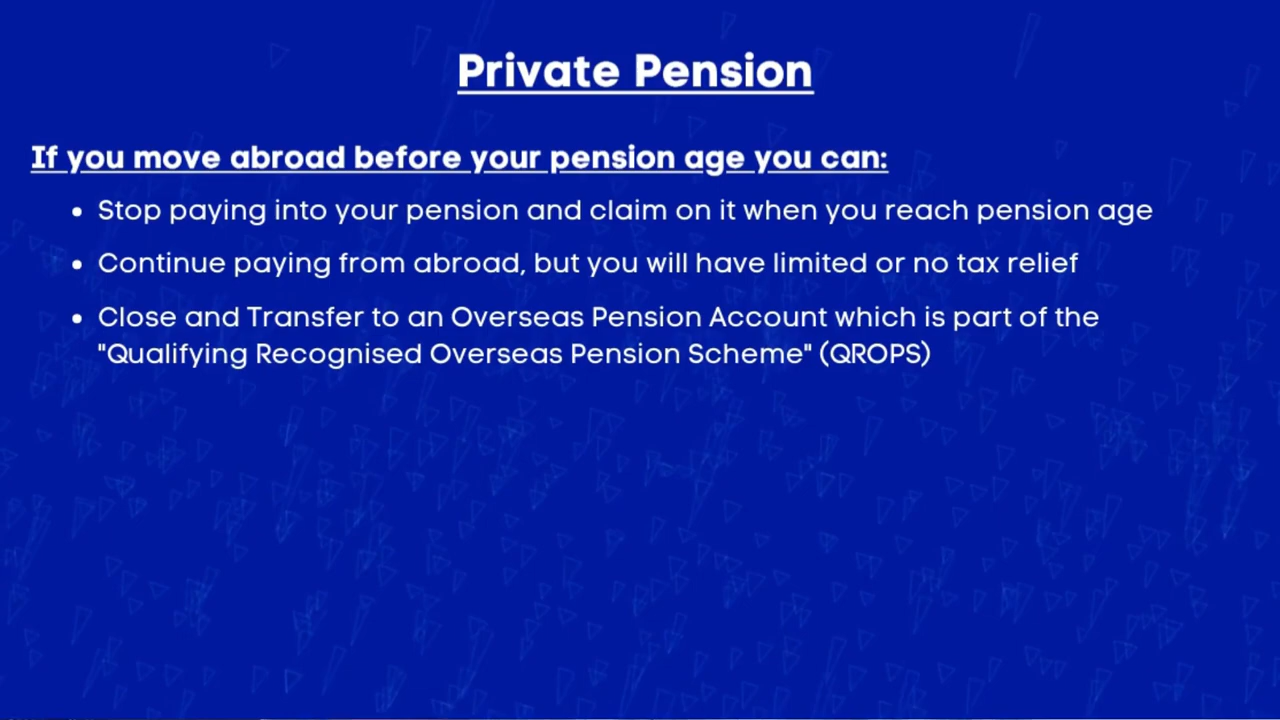 Private Pension
If you move abroad before your pension age you can:
• Stop paying into your pension and claim on it when you reach pension age
• Continue paying from abroad, but you will have limited or no tax relief
• Close and Transfer to an Overseas Pension Account which is part of the
"Qualifying Recognised Overseas Pension Scheme" (QROPS)